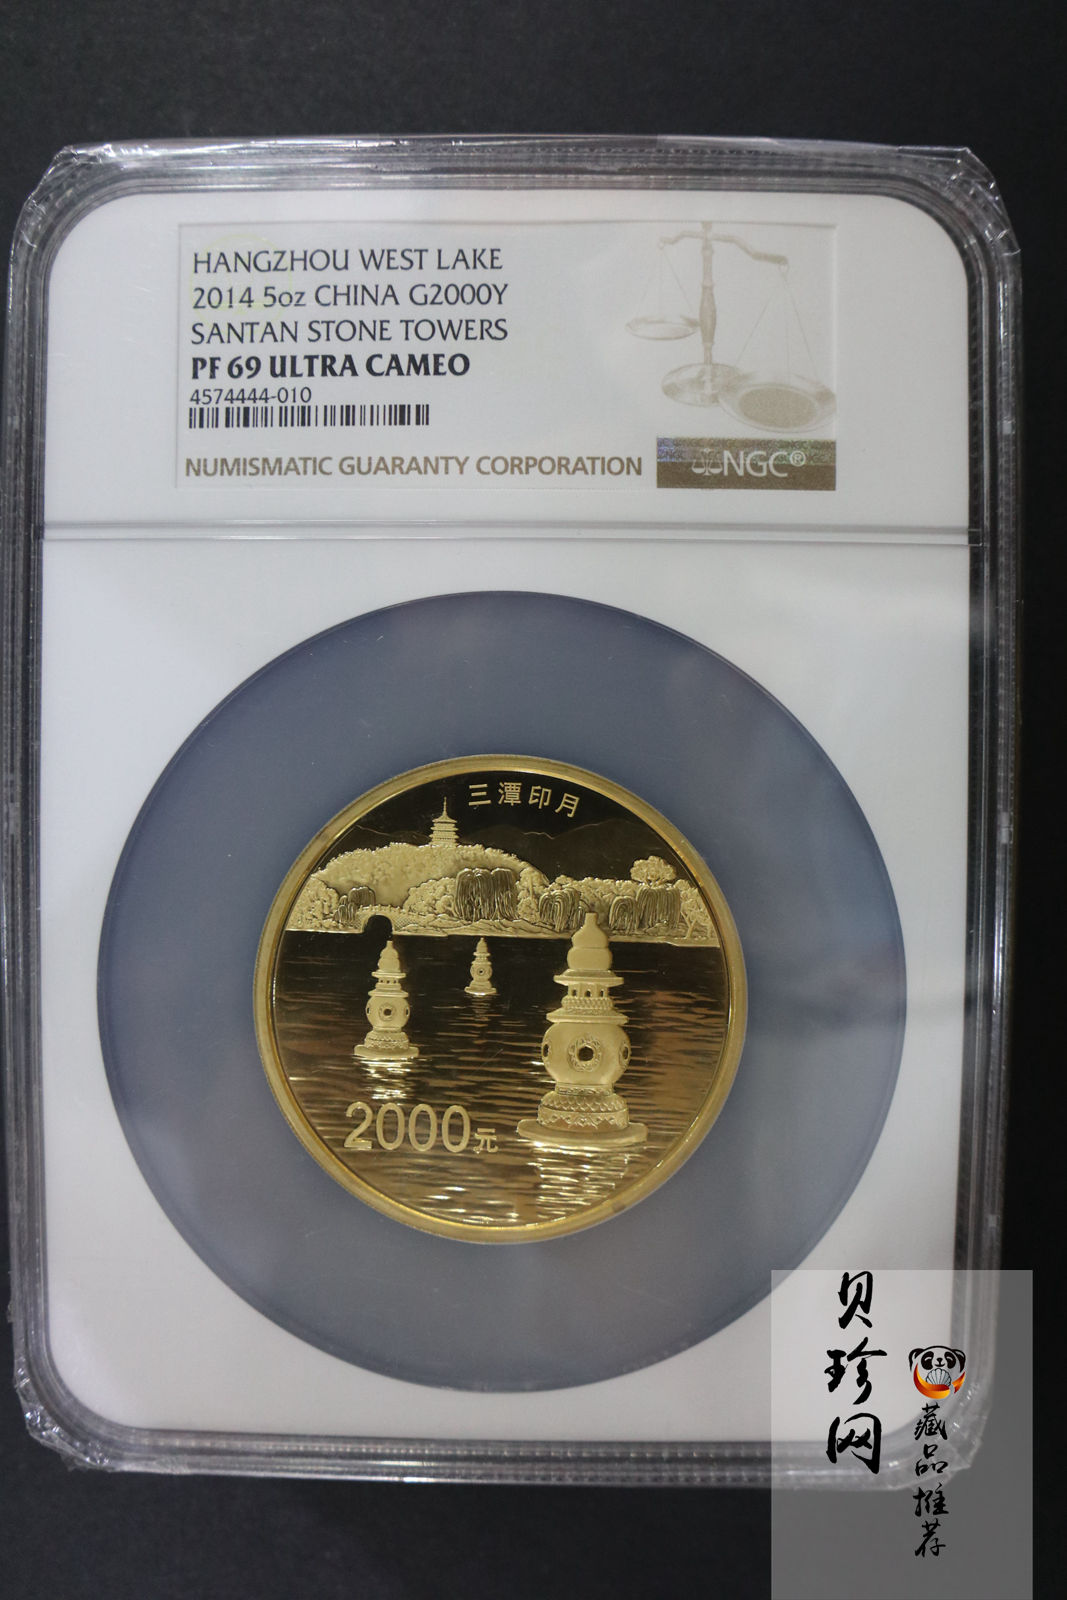 HANGZHOU WEST LAKE
2014 5OZ CHINA G2000Y
SANTAN STONE TOWERS
PF 69 ULTRA CAMEO
4574444-010
NUMISMATIC GUARANTY CORPORATION
NGC®
三潭印月
2000元
贝珍网
藏品推荐